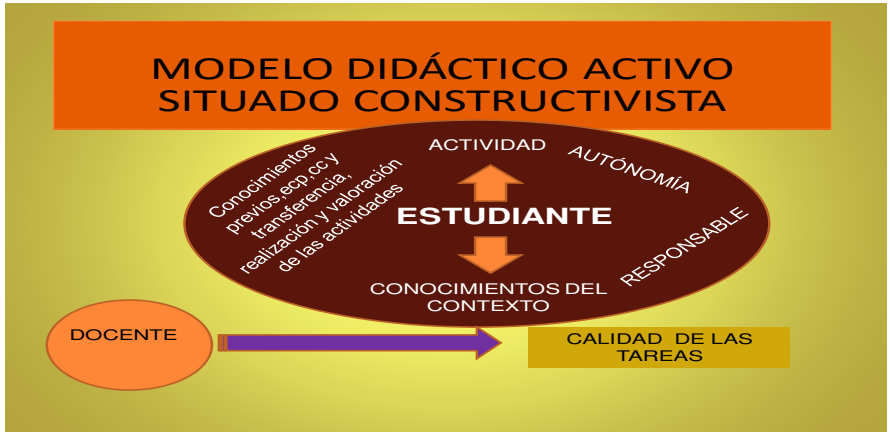 MODELO DIDÁCTICO ACTIVO
SITUADO CONSTRUCTIVISTA
Conocimientos
previos,ecp,cc y
transferencia,
realización y valoración
de las actividades
ACTIVIDAD
AUTÓNOMÍA
ESTUDIANTE
RESPONSABLE
CONOCIMIENTOS DEL
CONTEXTO
DOCENTE
CALIDAD DE LAS
TAREAS